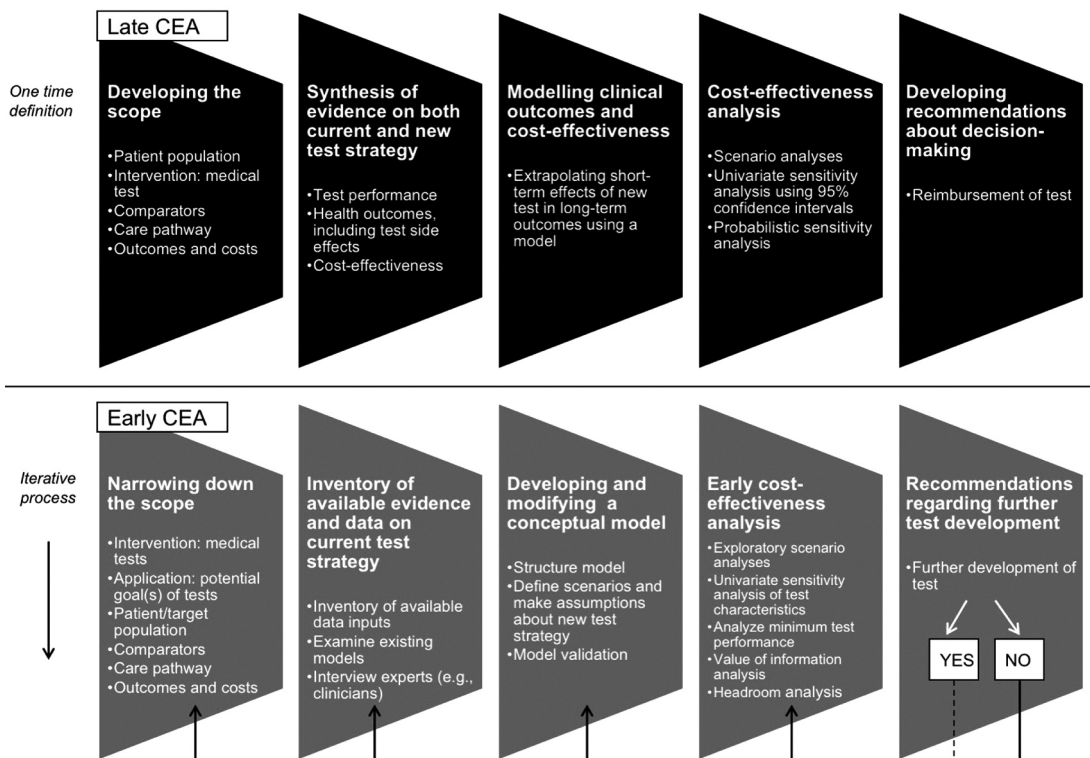 Late CEA
One time
definition
Developing the
scope
•Patient population
•Intervention: medical
test
•Comparators
•Care pathway
•Outcomes and costs
Synthesis of
evidence on both
current and new
test strategy
•Test performance
•Health outcomes,
including test side
effects
•Cost-effectiveness
Modelling clinical
outcomes and
cost-effectiveness
•Extrapolating short-
term effects of new
test in long-term
outcomes using a
model
Cost-effectiveness
analysis
•Scenario analyses
•Univariate sensitivity
analysis using 95%
confidence intervals
•Probabilistic sensitivity
analysis
Developing
recommendations
about decision-
making
•Reimbursement of test
Early CEA
Iterative
process
Narrowing down
the scope
•Intervention: medical
tests
•Application: potential
goal(s) of tests
•Patient/target
population
•Comparators
•Care pathway
•Outcomes and costs
Inventory of
available evidence
and data on
current test
strategy
•Inventory of available
data inputs
•Examine existing
models
•Interview experts (e.g.,
clinicians)
Developing and
modifying a
conceptual model
•Structure model
•Define scenarios and
make assumptions
about new test
strategy
•Model validation
Early cost-
effectiveness
analysis
•Exploratory scenario
analyses
•Univariate sensitivity
analysis of test
characteristics
•Analyze minimum test
performance
•Value of information
analysis
•Headroom analysis
Recommendations
regarding further
test development
•Further development of
test
YES
NO